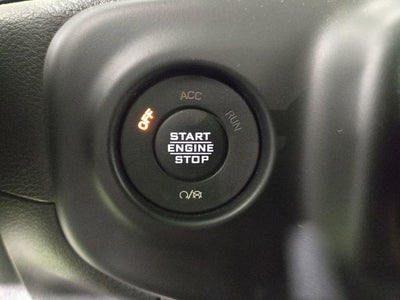 ACC
OFF
RUN
START
ENGINE
STOP